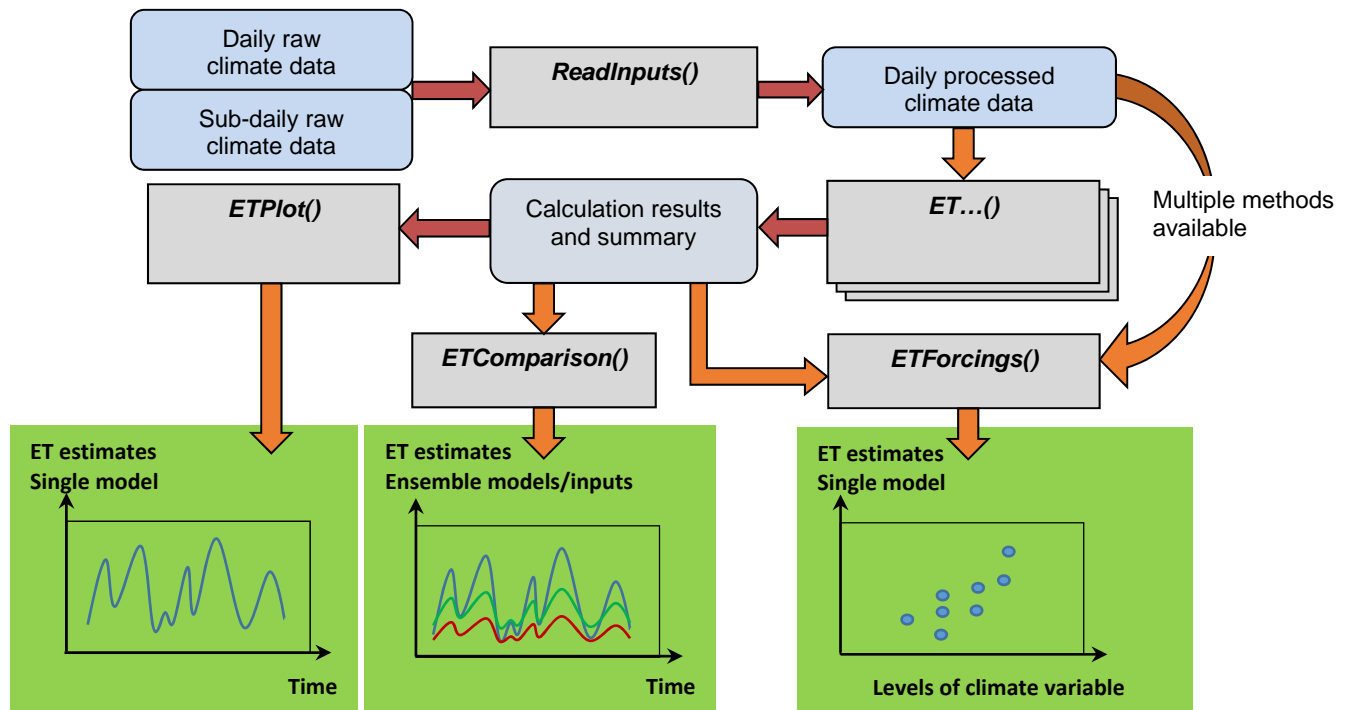 Daily raw
climate data
Sub-daily raw
climate data
ReadInputs()
Daily processed
climate data
ETPlot()
Calculation results
and summary
ET…()
Multiple methods
available
ETComparison()
ETForcings()
ET estimates
Single model
Time
ET estimates
Ensemble models/inputs
Time
ET estimates
Single model
Levels of climate variable